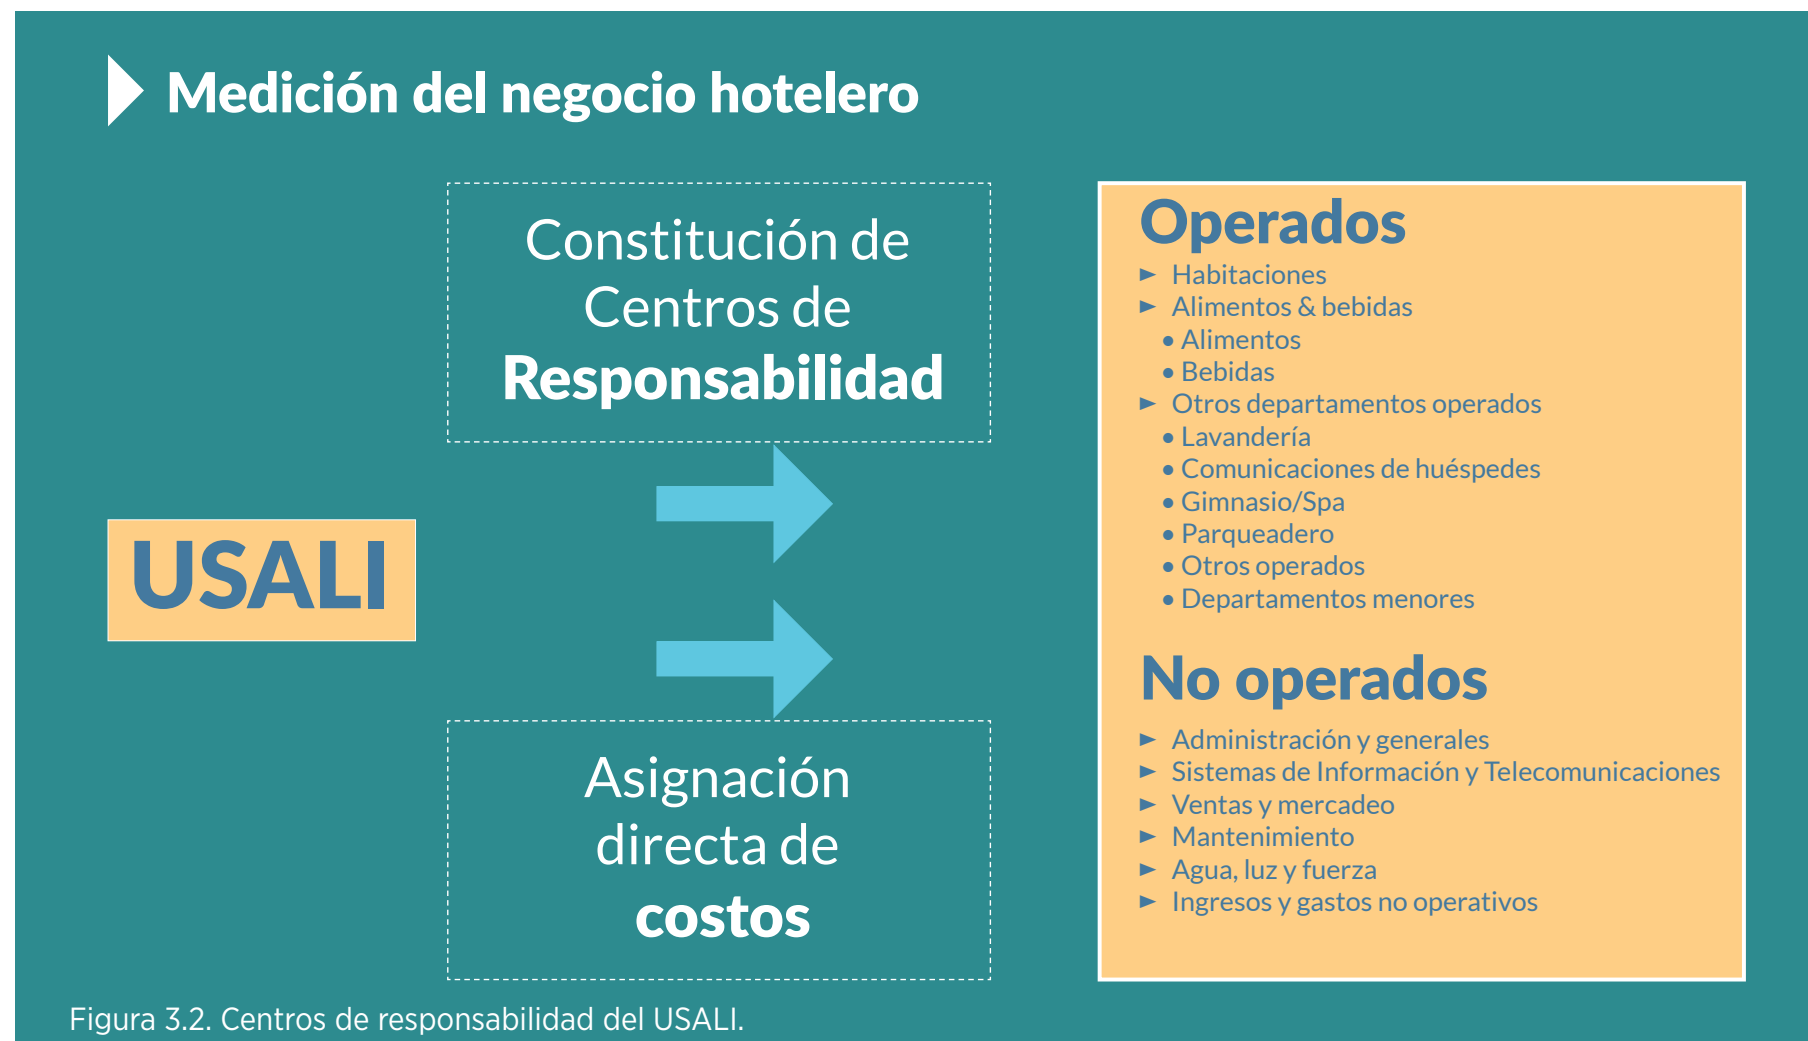 Medición del negocio hotelero
USALI
Constitución de
Centros de
Responsabilidad
Asignación
directa de
costos
Operados
► Habitaciones
► Alimentos & bebidas
• Alimentos
• Bebidas
► Otros departamentos operados
• Lavandería
• Comunicaciones de huéspedes
• Gimnasio/Spa
• Parqueadero
• Otros operados
• Departamentos menores
No operados
► Administración y generales
► Sistemas de Información y Telecomunicaciones
► Ventas y mercadeo
► Mantenimiento
► Agua, luz y fuerza
► Ingresos y gastos no operativos
Figura 3.2. Centros de responsabilidad del USALI.